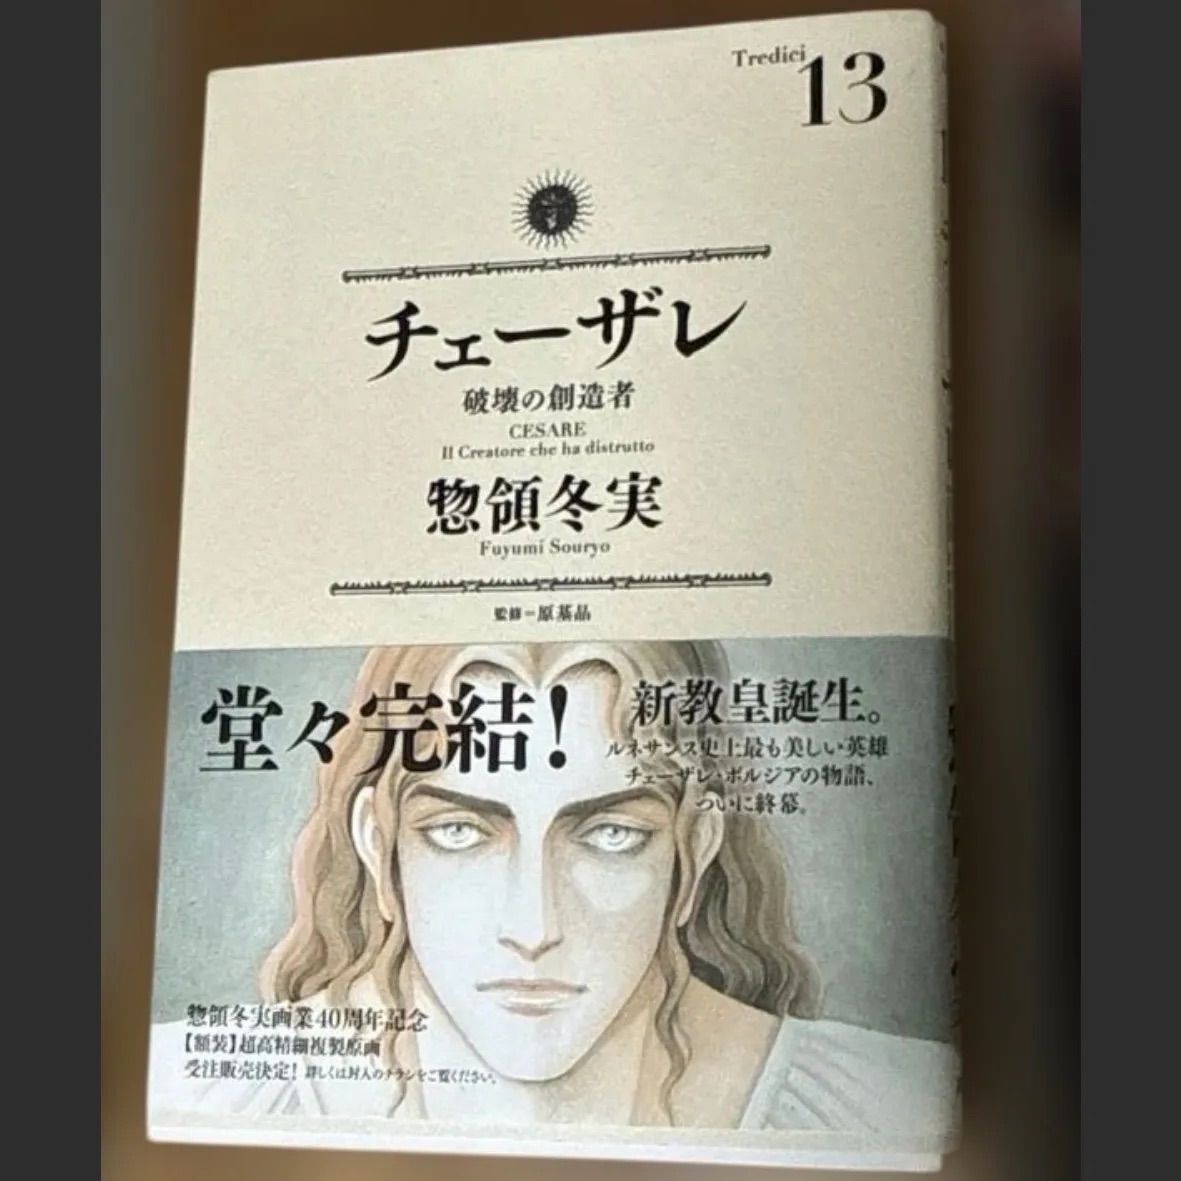 Tredici
13
チェーザレ
破壊の創造者
CESARE
Il Creatore che ha distrutto
惣領冬実
Fuyumi Souryo
監修＝原基晶
堂々完結！
新教皇誕生。
ルネサンス史上最も美しい英雄
チェーザレ・ボルジアの物語、
ついに終幕。
惣領冬実画業40周年記念
【額装】超高精細複製原画
受注販売決定！詳しくは封入のチラシをご覧ください。